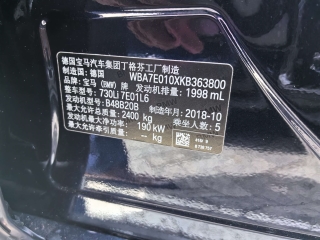 德国宝马汽车集团丁格芬工厂制造
制造国：德国 WBA7E010XKB363800
品牌：宝马（BMW）牌 发动机排量：1998 mL
整车型号：730Li 7E01L6
发动机型号：B48B20B 制造年月：2018-10
最大允许总质量：2400 kg 乘坐人数：5
最大净功率：190 kW
最大允许牵引质量：— kg